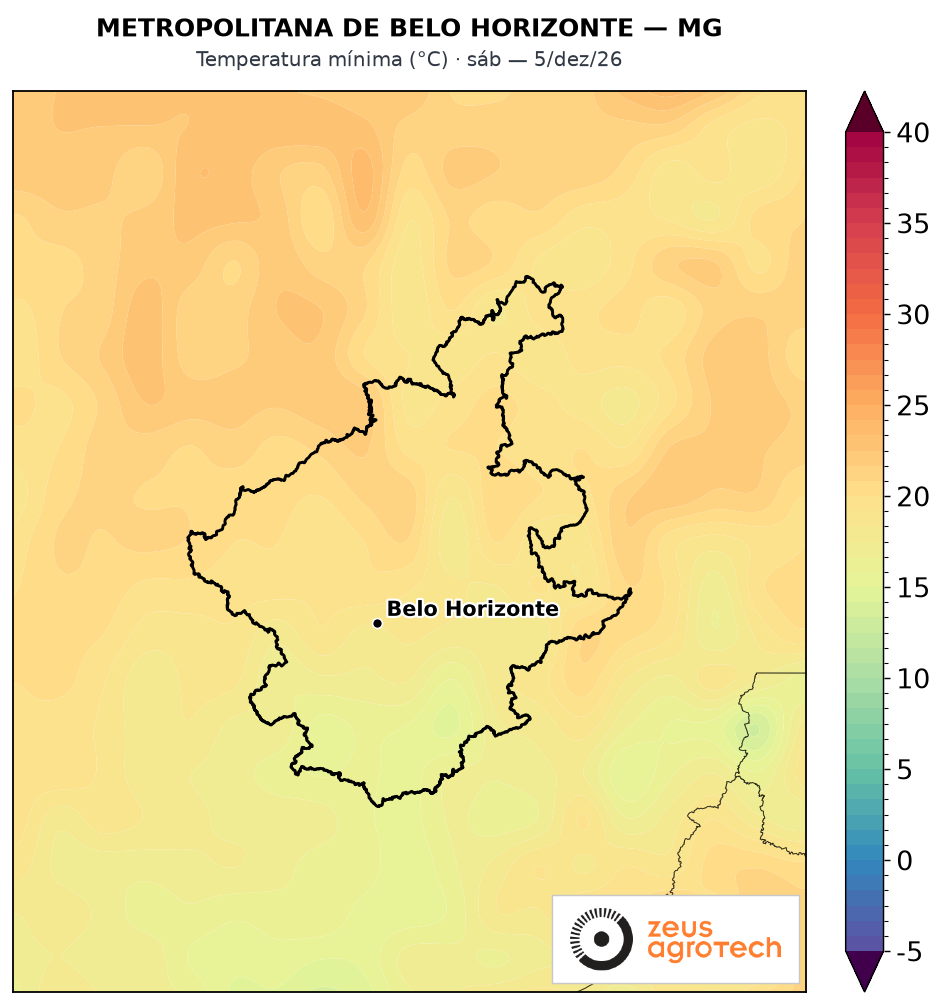 METROPOLITANA DE BELO HORIZONTE — MG
Temperatura mínima (°C) · sáb — 5/dez/26
40
35
30
25
20
15
10
5
0
-5
Belo Horizonte
zeus
agrotech